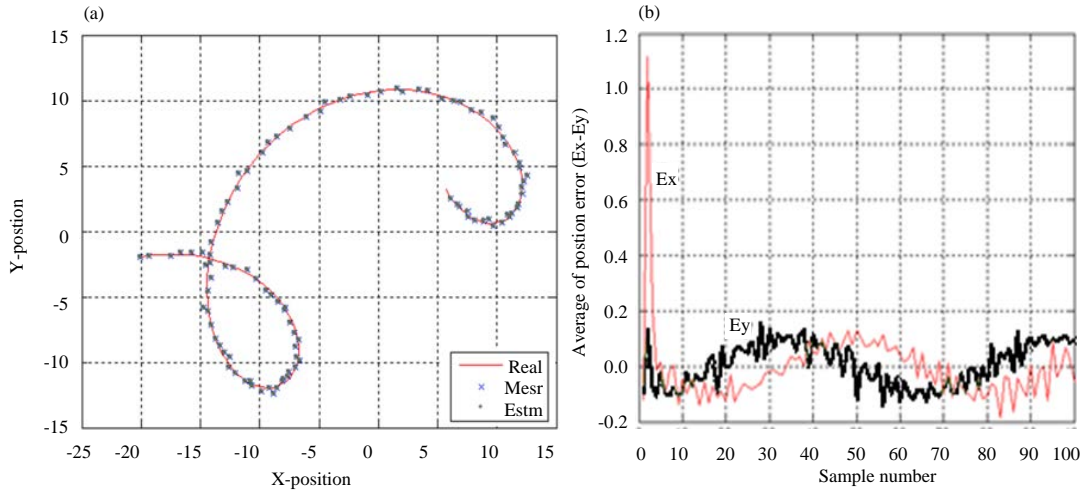 (a)
15
10
5
0
-5
-10
-15
-25 -20 -15 -10 -5 0 5 10 15
Y-postion
X-position
Real
Mesr
Estm
(b)
1.2
1.0
0.8
0.6
0.4
0.2
0.0
-0.2
0 10 20 30 40 50 60 70 80 90 100
Average of postion error (Ex-Ey)
Sample number
Ex
Ey